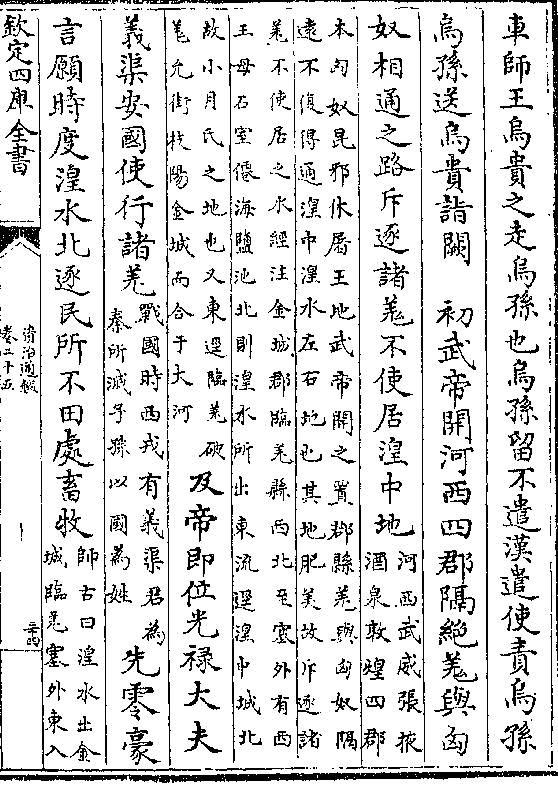 車師王烏貴之走烏孫也烏孫留不遣漢遣使責烏孫
烏孫送烏貴詣闕　初武帝開河西四郡隔絶羌與匈
奴相通之路斥逐諸羌不使居湟中地
河西武威張掖
酒泉敦煌四郡
本匈奴昆邪休屠王地武帝開之置郡縣羌與匈奴隔
遠不復得通湟中湟水左右地也其地肥美故斥逐諸
羌不使居之水經注金城郡臨羌縣西北至塞外有西
王母石室僊海鹽池北則湟水所出東流逕湟中城北
故小月氏之地也又東逕臨羌破
羌允街枝陽金城而合于大河
及帝即位光禄大夫
義渠安國使行諸羌
戰國時西戎有義渠君為
秦所滅子孫以國為姓
先零豪
言願時度湟水北逐民所不田處畜牧
師古曰湟水出金
城臨羌塞外東入
欽定四庫全書
資治通鑑
卷二十五
二十四